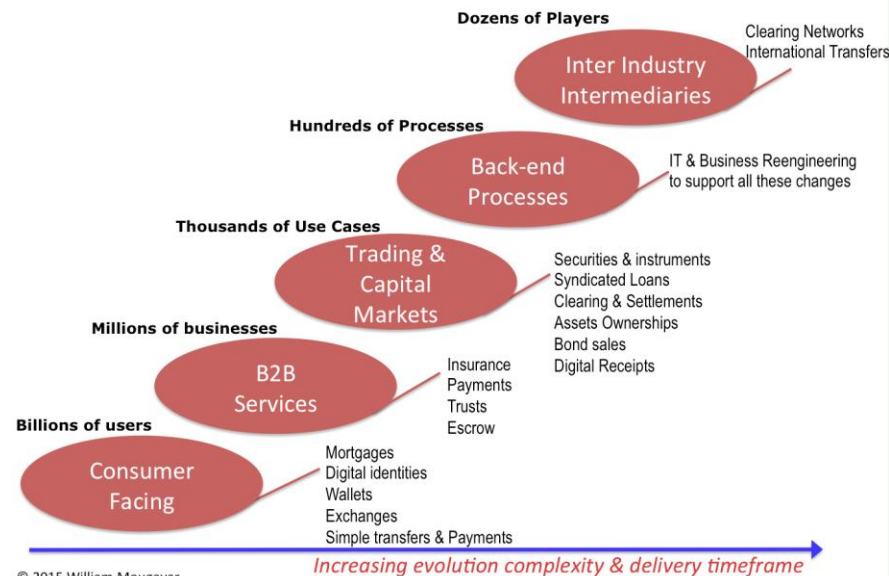 Dozens of Players
Inter Industry
Intermediaries
Clearing Networks
International Transfers
Hundreds of Processes
Back-end
Processes
IT & Business Reengineering
to support all these changes
Thousands of Use Cases
Trading &
Capital
Markets
Securities & instruments
Syndicated Loans
Clearing & Settlements
Assets Ownerships
Bond sales
Digital Receipts
Millions of businesses
B2B
Services
Insurance
Payments
Trusts
Escrow
Billions of users
Consumer
Facing
Mortgages
Digital identities
Wallets
Exchanges
Simple transfers & Payments
Increasing evolution complexity & delivery timeframe
© 2015 William Mougayar